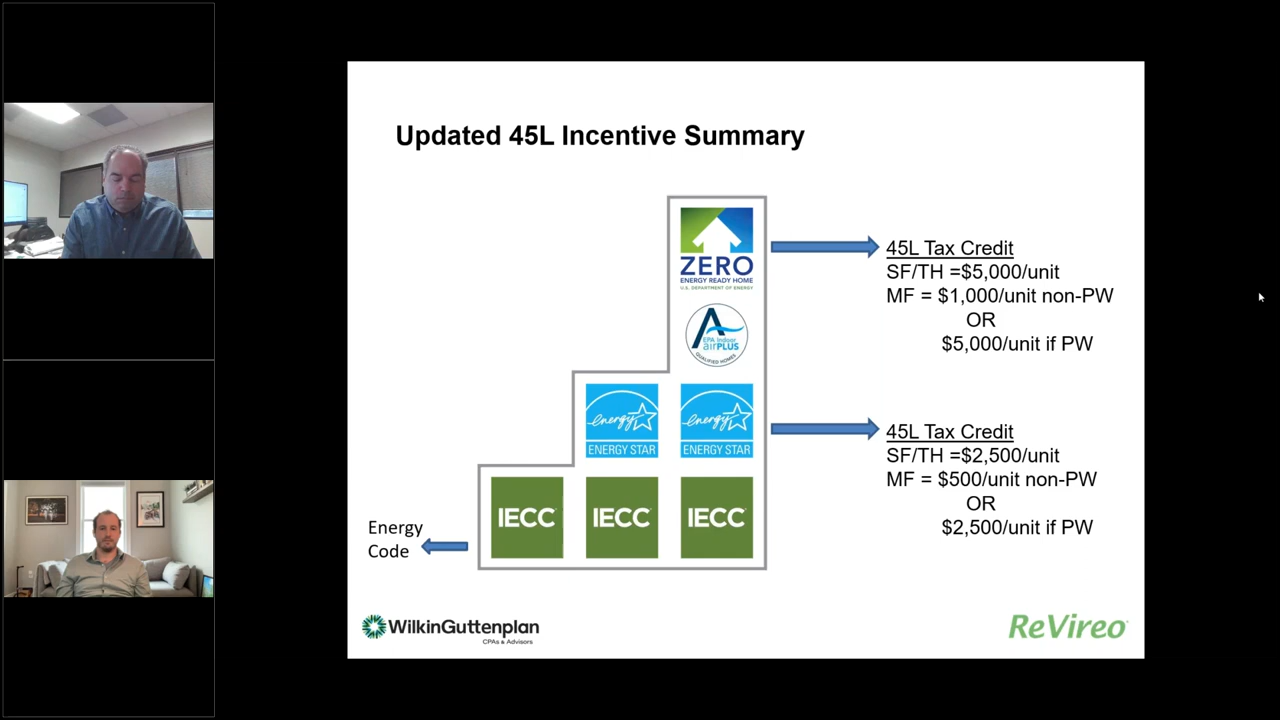 Updated 45L Incentive Summary
ZERO
ENERGY READY HOME
U.S. DEPARTMENT OF ENERGY
EPA Indoor
airPLUS
QUALIFIED HOMES
45L Tax Credit
SF/TH =$5,000/unit
MF = $1,000/unit non-PW
OR
$5,000/unit if PW
energy
ENERGY STAR
energy
ENERGY STAR
45L Tax Credit
SF/TH =$2,500/unit
MF = $500/unit non-PW
OR
$2,500/unit if PW
IECC
IECC
IECC
Energy
Code
WilkinGuttenplan
CPAs & Advisors
ReVireo